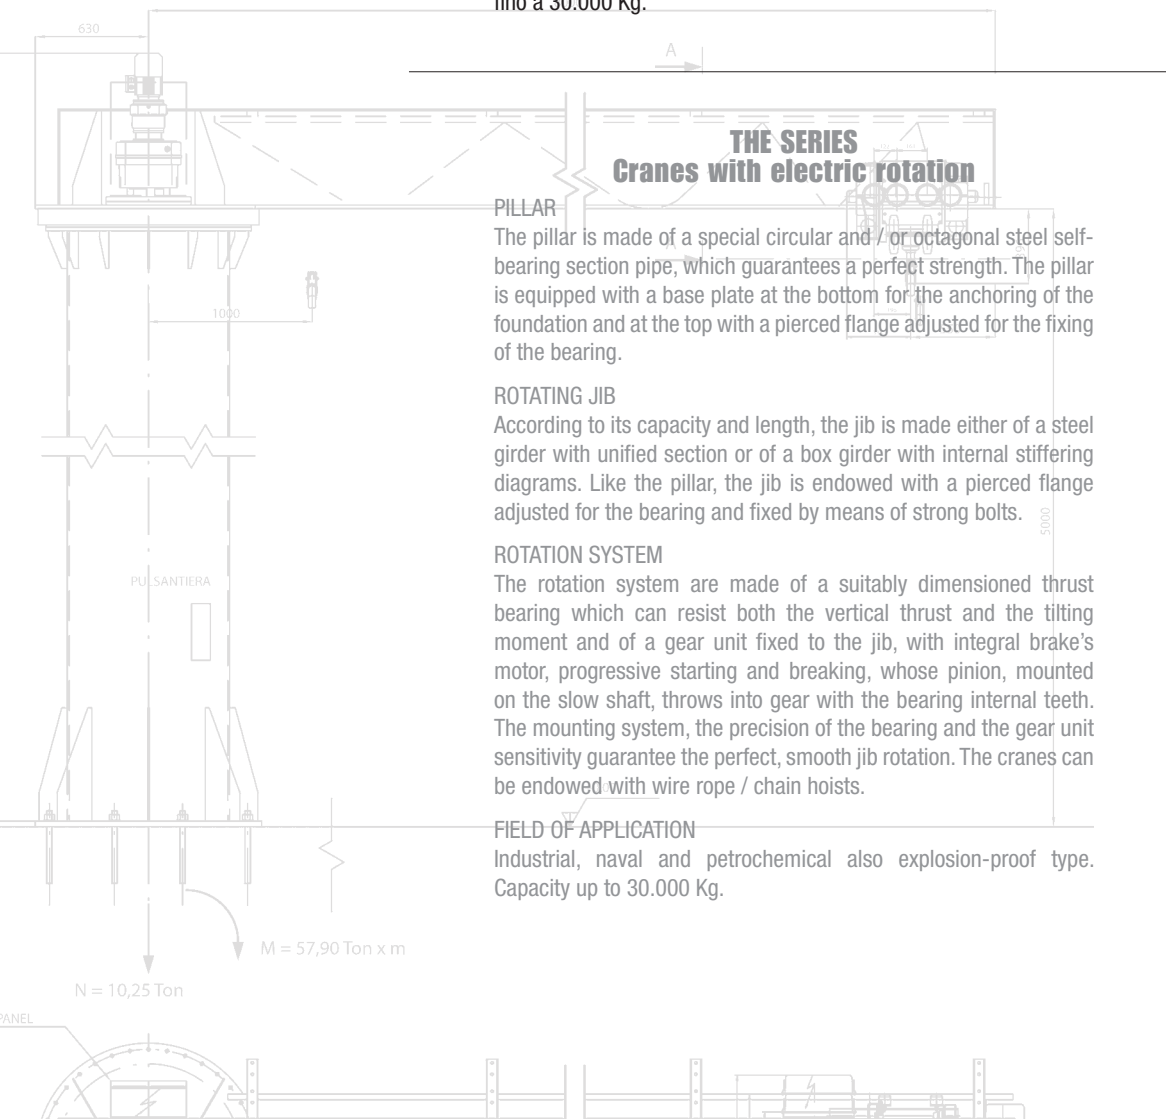 fino a 30.000 Kg.
630
A
THE SERIES
Cranes with electric rotation
PILLAR
The pillar is made of a special circular and / or octagonal steel self-
bearing section pipe, which guarantees a perfect strength. The pillar
is equipped with a base plate at the bottom for the anchoring of the
foundation and at the top with a pierced flange adjusted for the fixing
of the bearing.
A
1000
ROTATING JIB
According to its capacity and length, the jib is made either of a steel
girder with unified section or of a box girder with internal stiffering
diagrams. Like the pillar, the jib is endowed with a pierced flange
adjusted for the bearing and fixed by means of strong bolts.
5000
ROTATION SYSTEM
The rotation system are made of a suitably dimensioned thrust
bearing which can resist both the vertical thrust and the tilting
moment and of a gear unit fixed to the jib, with integral brake's
motor, progressive starting and breaking, whose pinion, mounted
on the slow shaft, throws into gear with the bearing internal teeth.
The mounting system, the precision of the bearing and the gear unit
sensitivity guarantee the perfect, smooth jib rotation. The cranes can
be endowed with wire rope / chain hoists.
PULSANTIERA
FIELD OF APPLICATION
Industrial, naval and petrochemical also explosion-proof type.
Capacity up to 30.000 Kg.
M = 57,90 Ton x m
N = 10,25 Ton
PANEL